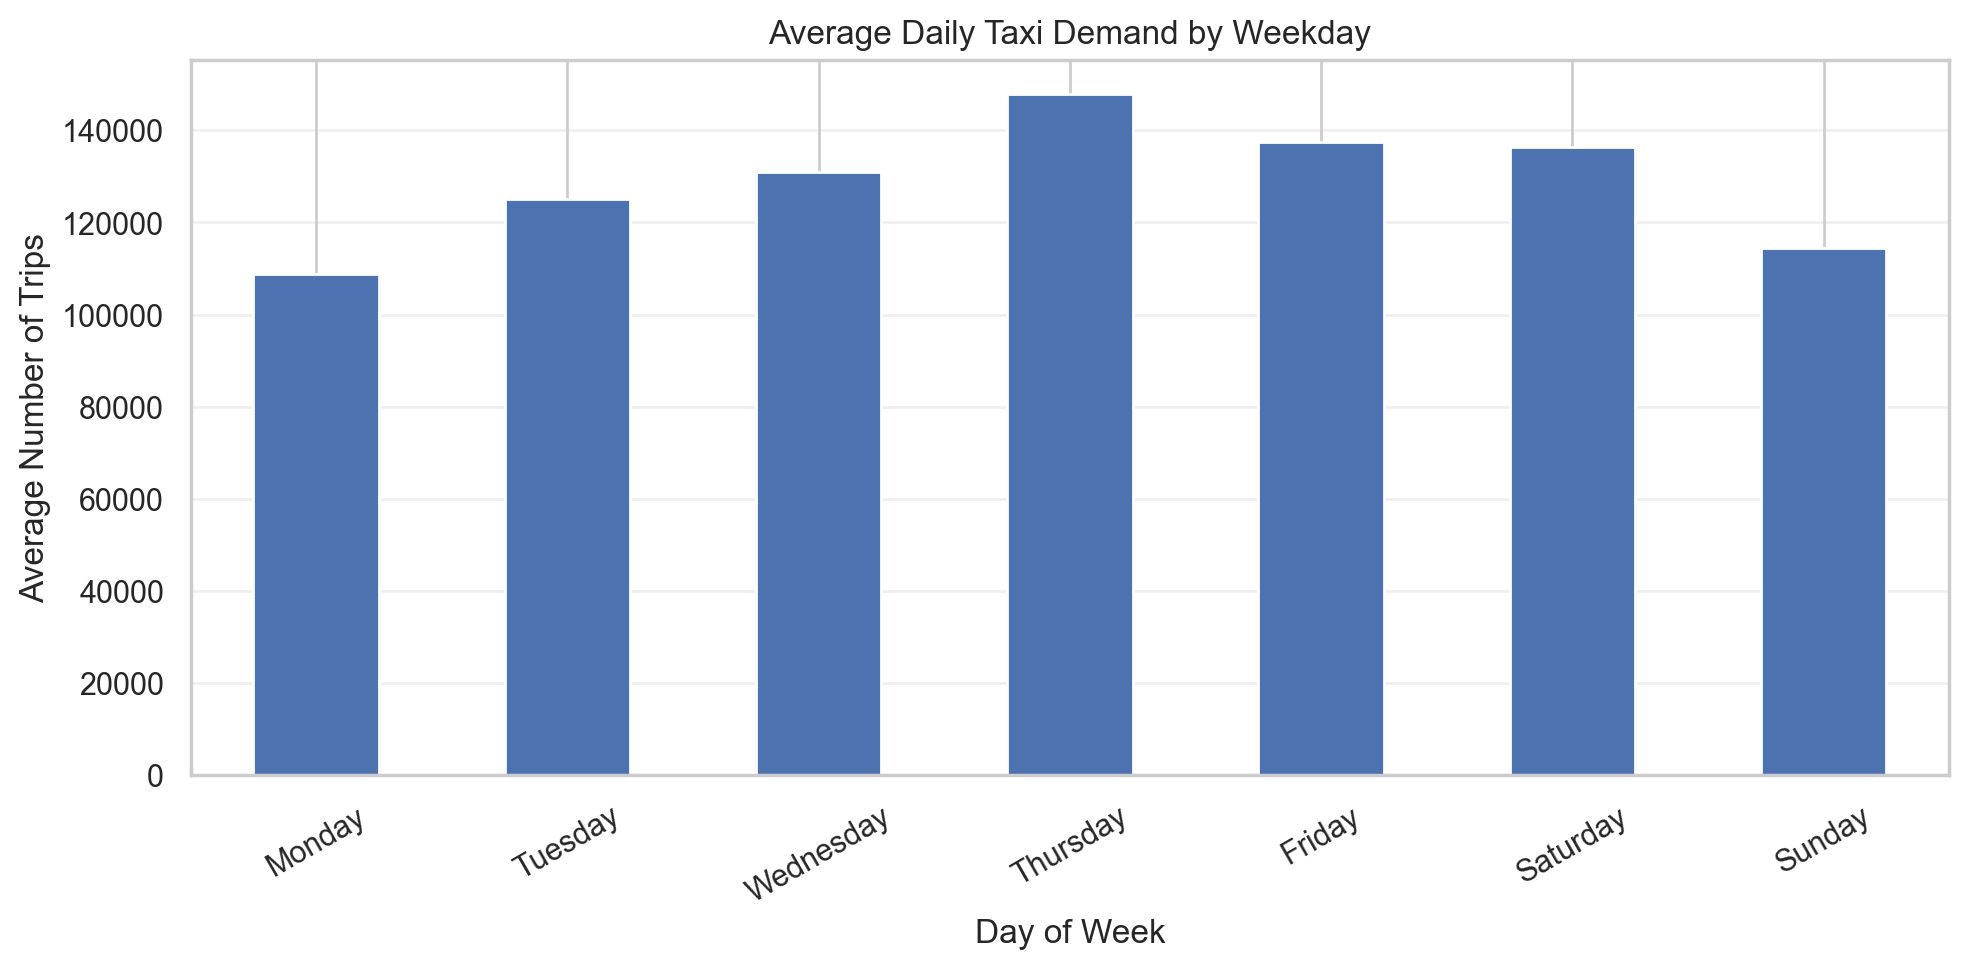 Average Daily Taxi Demand by Weekday
Average Number of Trips
140000
120000
100000
80000
60000
40000
20000
0
Monday
Tuesday
Wednesday
Thursday
Friday
Saturday
Sunday
Day of Week